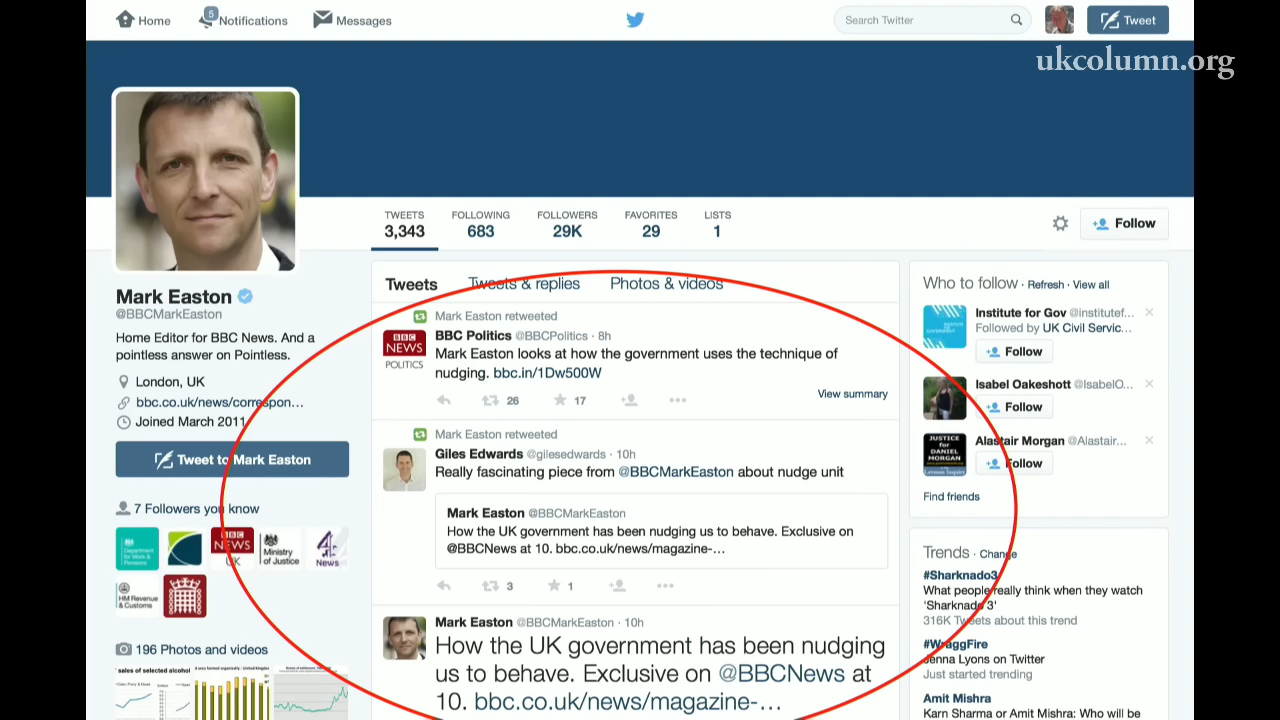 Home
5
Notifications
Messages
Search Twitter
Tweet
ukcolumn.org
TWEETS
3,343
FOLLOWING
683
FOLLOWERS
29K
FAVORITES
29
LISTS
1
Follow
Mark Easton
@BBCMarkEaston
Home Editor for BBC News. And a
pointless answer on Pointless.
London, UK
bbc.co.uk/news/correspon...
Joined March 2011
Tweet to Mark Easton
7 Followers you know
Department
for Work &
Pensions
BBC
NEWS
UK
Ministry
of Justice
4
News
HM Revenue
& Customs
196 Photos and videos
sales of selected alcohol
Tweets
Tweets & replies
Photos & videos
Mark Easton retweeted
BBC
NEWS
POLITICS
BBC Politics @BBCPolitics · 8h
Mark Easton looks at how the government uses the technique of
nudging. bbc.in/1Dw500W
26
17
View summary
Mark Easton retweeted
Giles Edwards @gilesedwards · 10h
Really fascinating piece from @BBCMarkEaston about nudge unit
Mark Easton @BBCMarkEaston
How the UK government has been nudging us to behave. Exclusive on
@BBCNews at 10. bbc.co.uk/news/magazine-...
3
1
Mark Easton @BBCMarkEaston · 10h
How the UK government has been nudging
us to behave. Exclusive on @BBCNews at
10. bbc.co.uk/news/magazine-...
Who to follow · Refresh · View all
Institute for Gov @institutef...
Followed by UK Civil Servic...
Follow
Isabel Oakeshott @IsabelO...
Follow
JUSTICE
for
DANIEL
MORGAN
Alastair Morgan @Alastair...
Follow
Find friends
Trends · Change
#Sharknado3
What people really think when they watch
'Sharknado 3'
316K Tweets about this trend
#WraggFire
Jenna Lyons on Twitter
Just started trending
Amit Mishra
Karn Sharma or Amit Mishra: Who will be